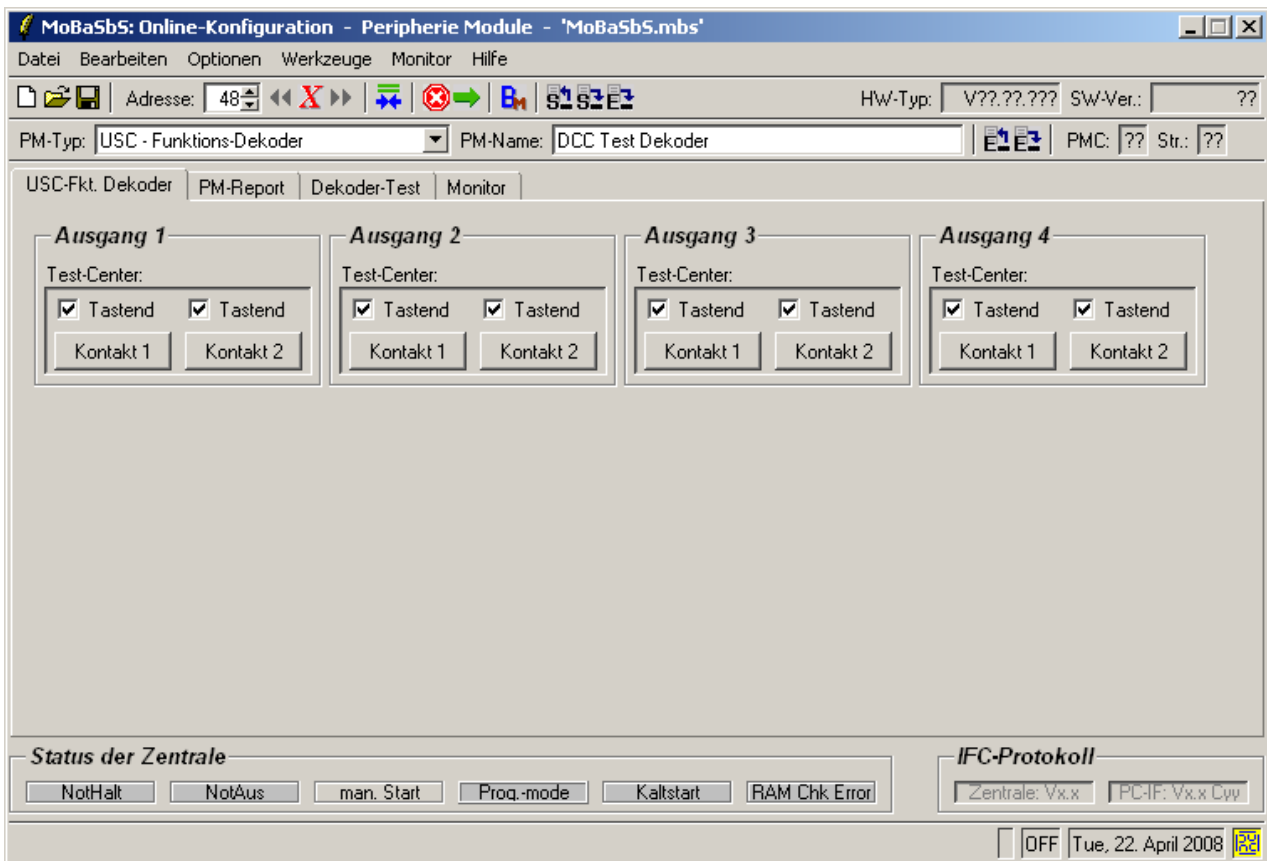 MoBaSbS: Online-Konfiguration - Peripherie Module - 'MoBaSbS.mbs'
Datei Bearbeiten Optionen Werkzeuge Monitor Hilfe
Adresse: 48 X BM S S E HW-Typ: V??.??.??? SW-Ver.: ??
PM-Typ: USC - Funktions-Dekoder PM-Name: DCC Test Dekoder E E PMC: ?? Str.: ??
USC-Fkt. Dekoder PM-Report Dekoder-Test Monitor
Ausgang 1 Ausgang 2 Ausgang 3 Ausgang 4
Test-Center: Test-Center: Test-Center: Test-Center:
Tastend Tastend Tastend Tastend Tastend Tastend Tastend Tastend
Kontakt 1 Kontakt 2 Kontakt 1 Kontakt 2 Kontakt 1 Kontakt 2 Kontakt 1 Kontakt 2
Status der Zentrale IFC-Protokoll
NotHalt NotAus man. Start Prog.-mode Kaltstart RAM Chk Error Zentrale: Vx.x PC-IF: Vx.x Cyy
OFF Tue, 22. April 2008